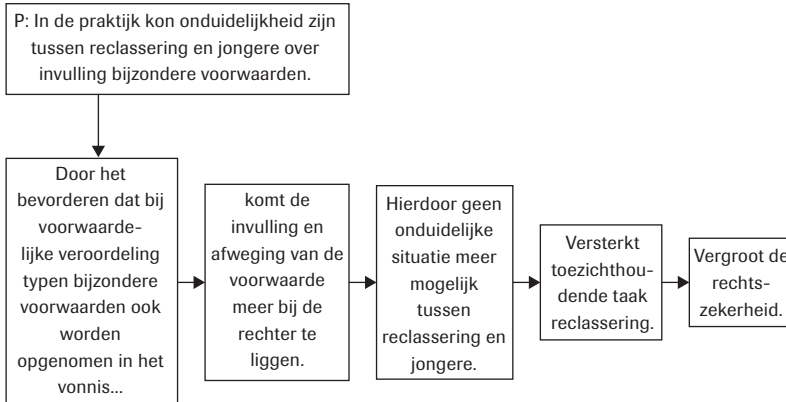 P: In de praktijk kon onduidelijkheid zijn
tussen reclassering en jongere over
invulling bijzondere voorwaarden.
Door het
bevorderen dat bij
voorwaarde-
lijke veroordeling
typen bijzondere
voorwaarden ook
worden
opgenomen in het
vonnis...
komt de
invulling en
afweging van de
voorwaarde
meer bij de
rechter te
liggen.
Hierdoor geen
onduidelijke
situatie meer
mogelijk
tussen
reclassering en
jongere.
Versterkt
toezichthou-
dende taak
reclassering.
Vergroot de
rechts-
zekerheid.